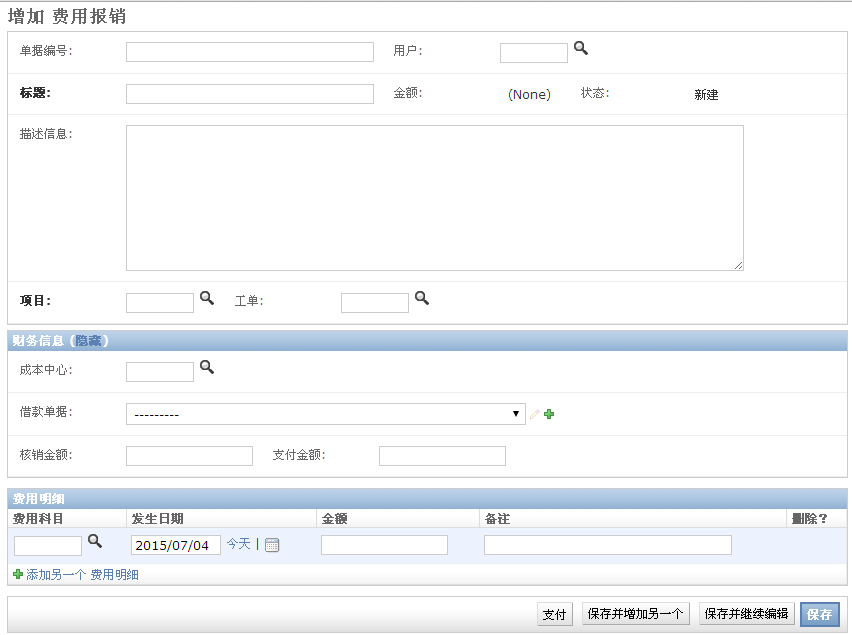 增加 费用报销
单据编号: 用户:
标题: 金额: (None) 状态: 新建
描述信息:
项目: 工单:
财务信息 (隐藏)
成本中心:
借款单据: ---------
核销金额: 支付金额:
费用明细
费用科目 发生日期 金额 备注 删除?
2015/07/04 今天 |
添加另一个 费用明细
支付 保存并增加另一个 保存并继续编辑 保存